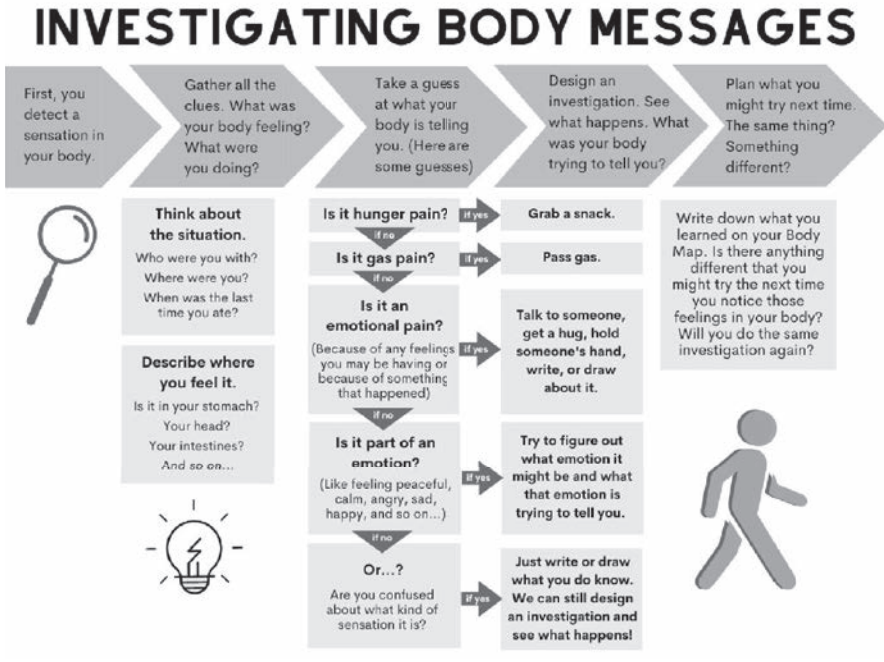 INVESTIGATING BODY MESSAGES
First, you
detect a
sensation in
your body.
Gather all the
clues. What was
your body feeling?
What were
you doing?
Take a guess
at what your
body is telling
you. (Here are
some guesses)
Design an
investigation. See
what happens. What
was your body
trying to tell you?
Plan what you
might try next time.
The same thing?
Something
different?
Think about
the situation.
Who were you with?
Where were you?
When was the last
time you ate?
Describe where
you feel it.
Is it in your stomach?
Your head?
Your intestines?
And so on...
Is it hunger pain?
if yes
Grab a snack.
if no
Is it gas pain?
if yes
Pass gas.
if no
Is it an
emotional pain?
(Because of any feelings
you may be having or
because of something
that happened)
if yes
Talk to someone,
get a hug, hold
someone's hand,
write, or draw
about it.
if no
Is it part of an
emotion?
(Like feeling peaceful,
calm, angry, sad,
happy, and so on...)
if yes
Try to figure out
what emotion it
might be and what
that emotion is
trying to tell you.
if no
Or...?
Are you confused
about what kind of
sensation it is?
if yes
Just write or draw
what you do know.
We can still design
an investigation and
see what happens!
Write down what you
learned on your Body
Map. Is there anything
different that you
might try the next time
you notice those
feelings in your body?
Will you do the same
investigation again?